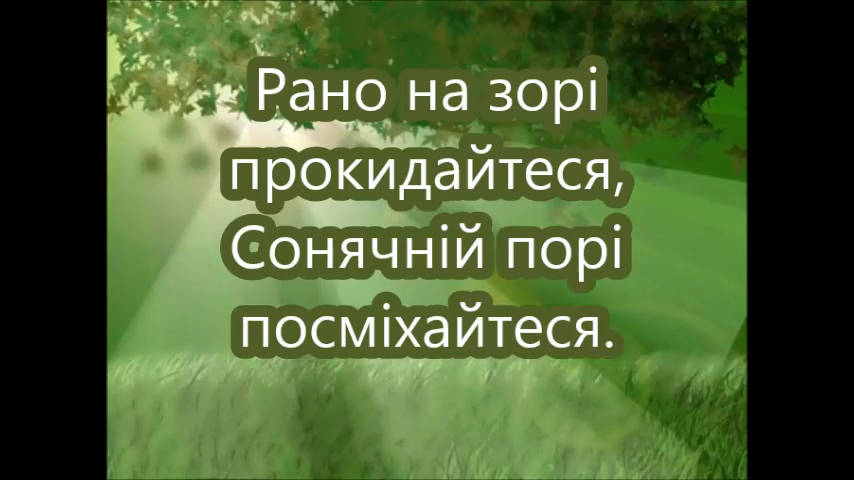 Рано на зорі
прокидайтеся,
Сонячній порі
посміхайтеся.